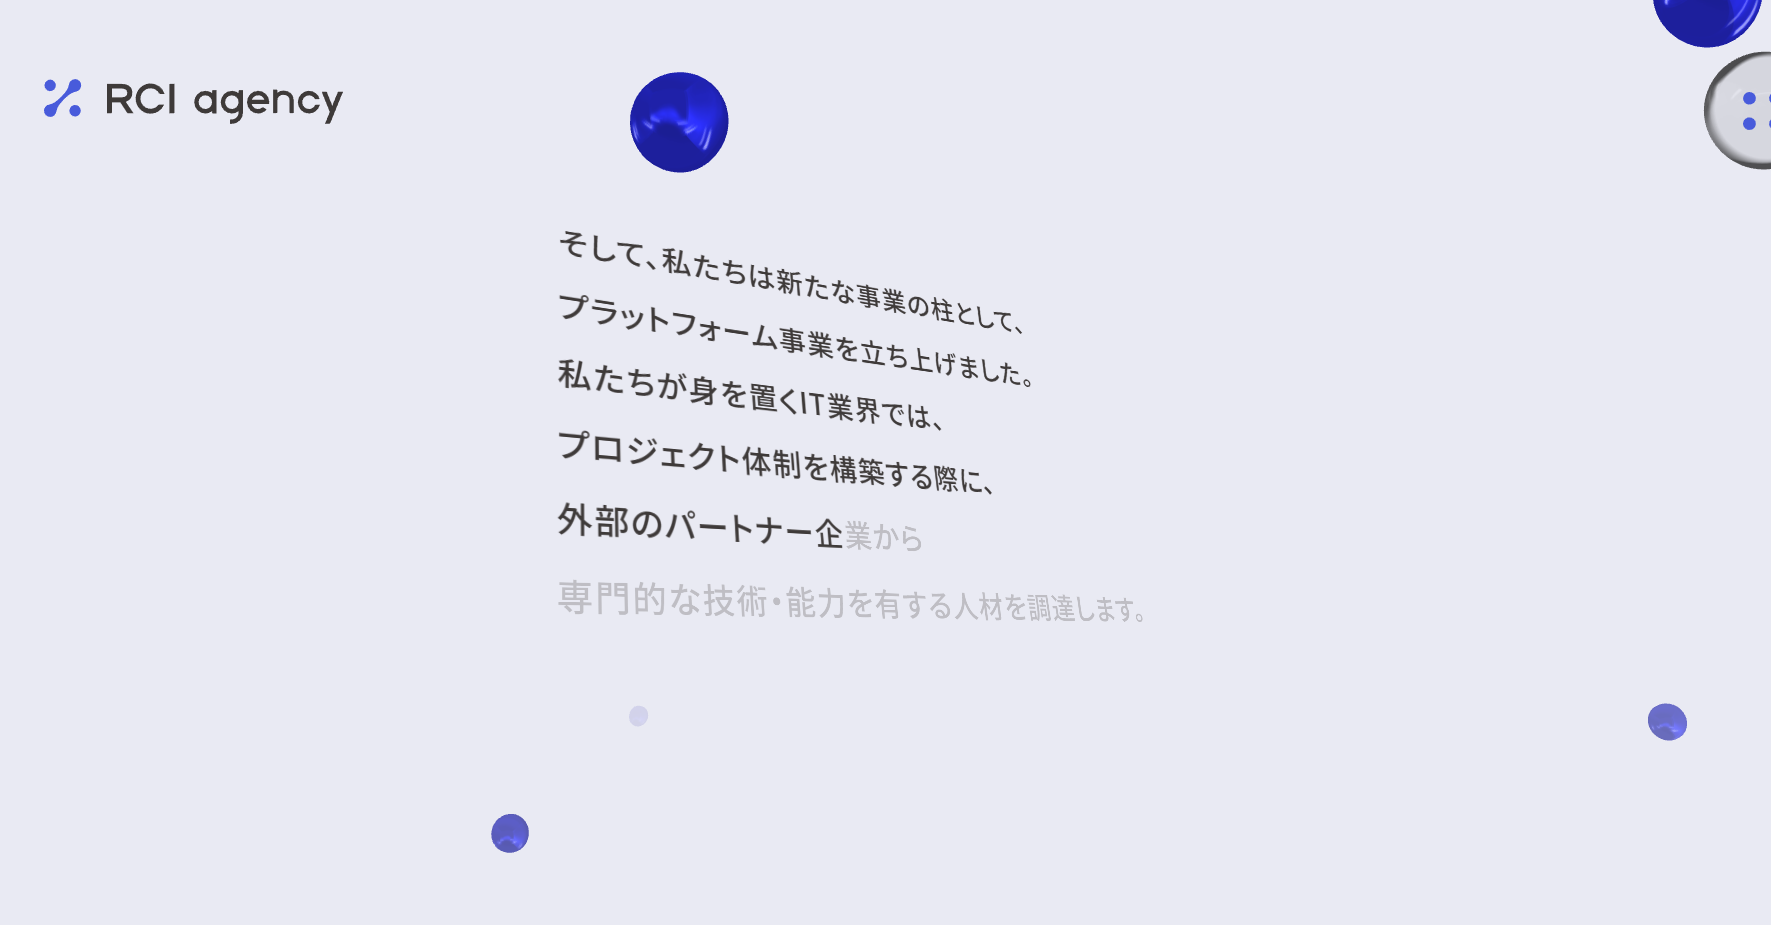 RCI agency
そして、私たちは新たな事業の柱として、
プラットフォーム事業を立ち上げました。
私たちが身を置くIT業界では、
プロジェクト体制を構築する際に、
外部のパートナー企業から
専門的な技術・能力を有する人材を調達します。